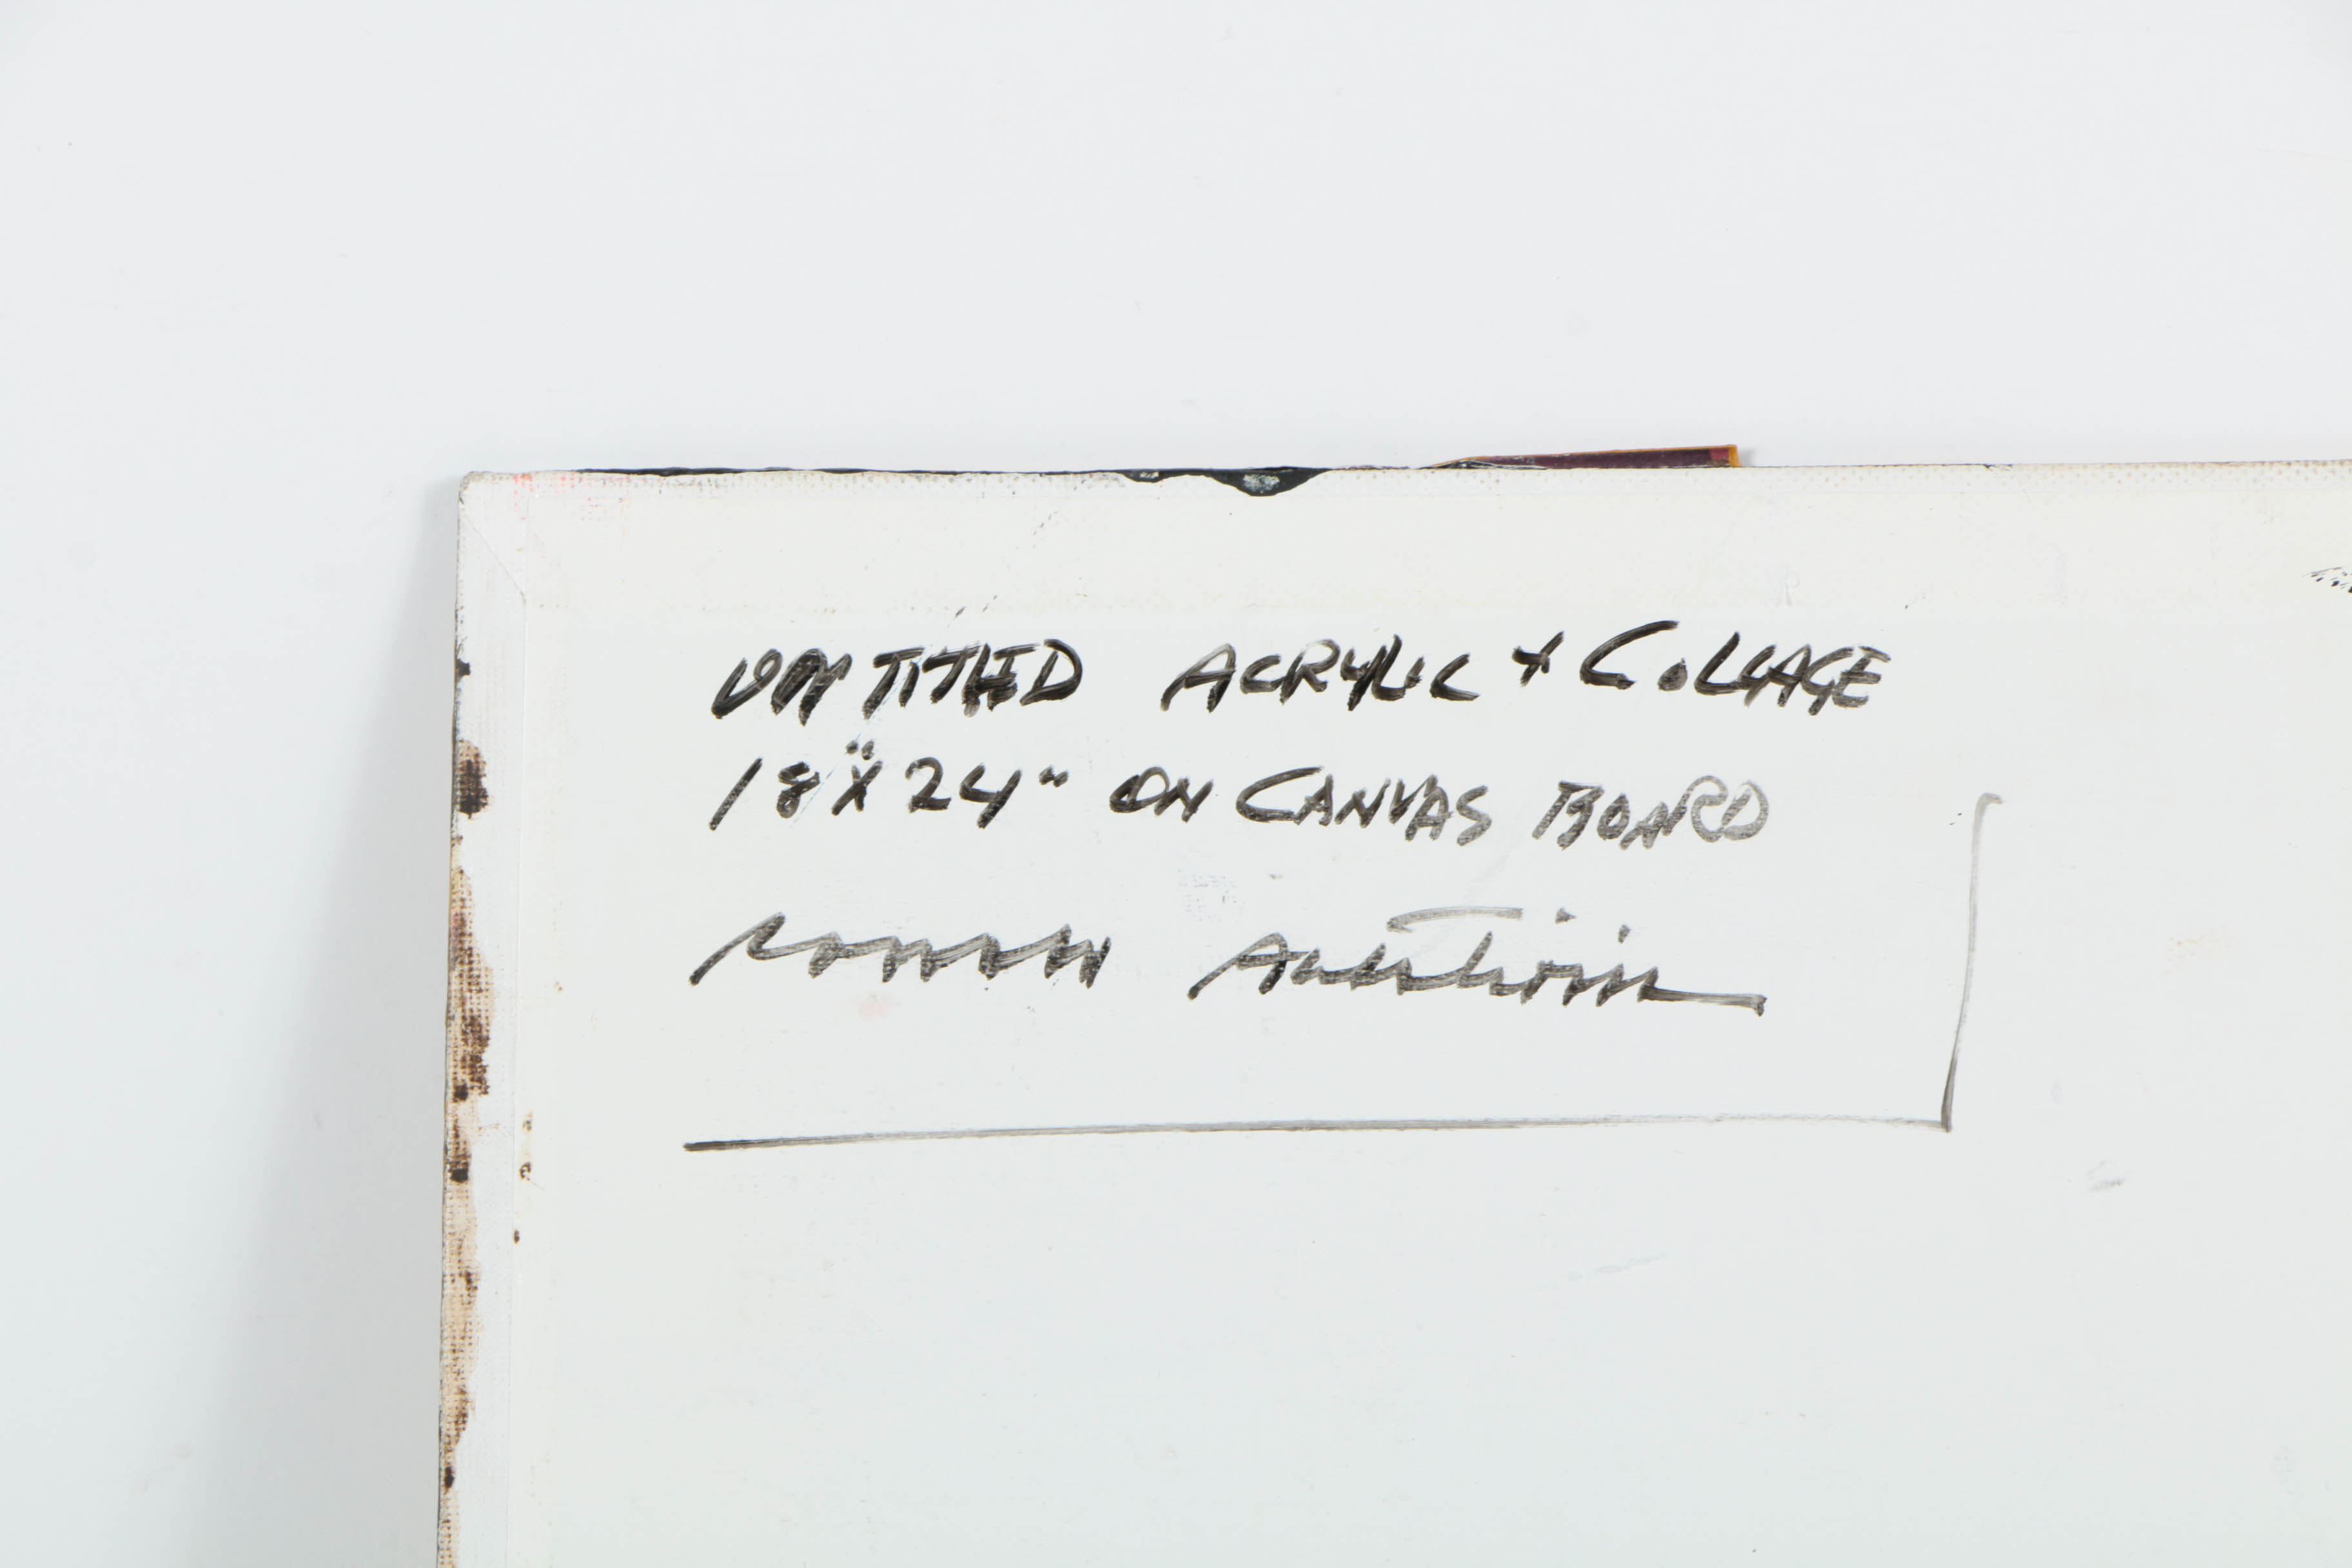 UNTITLED ACRYLIC + COLLAGE
18" X 24" ON CANVAS BOARD